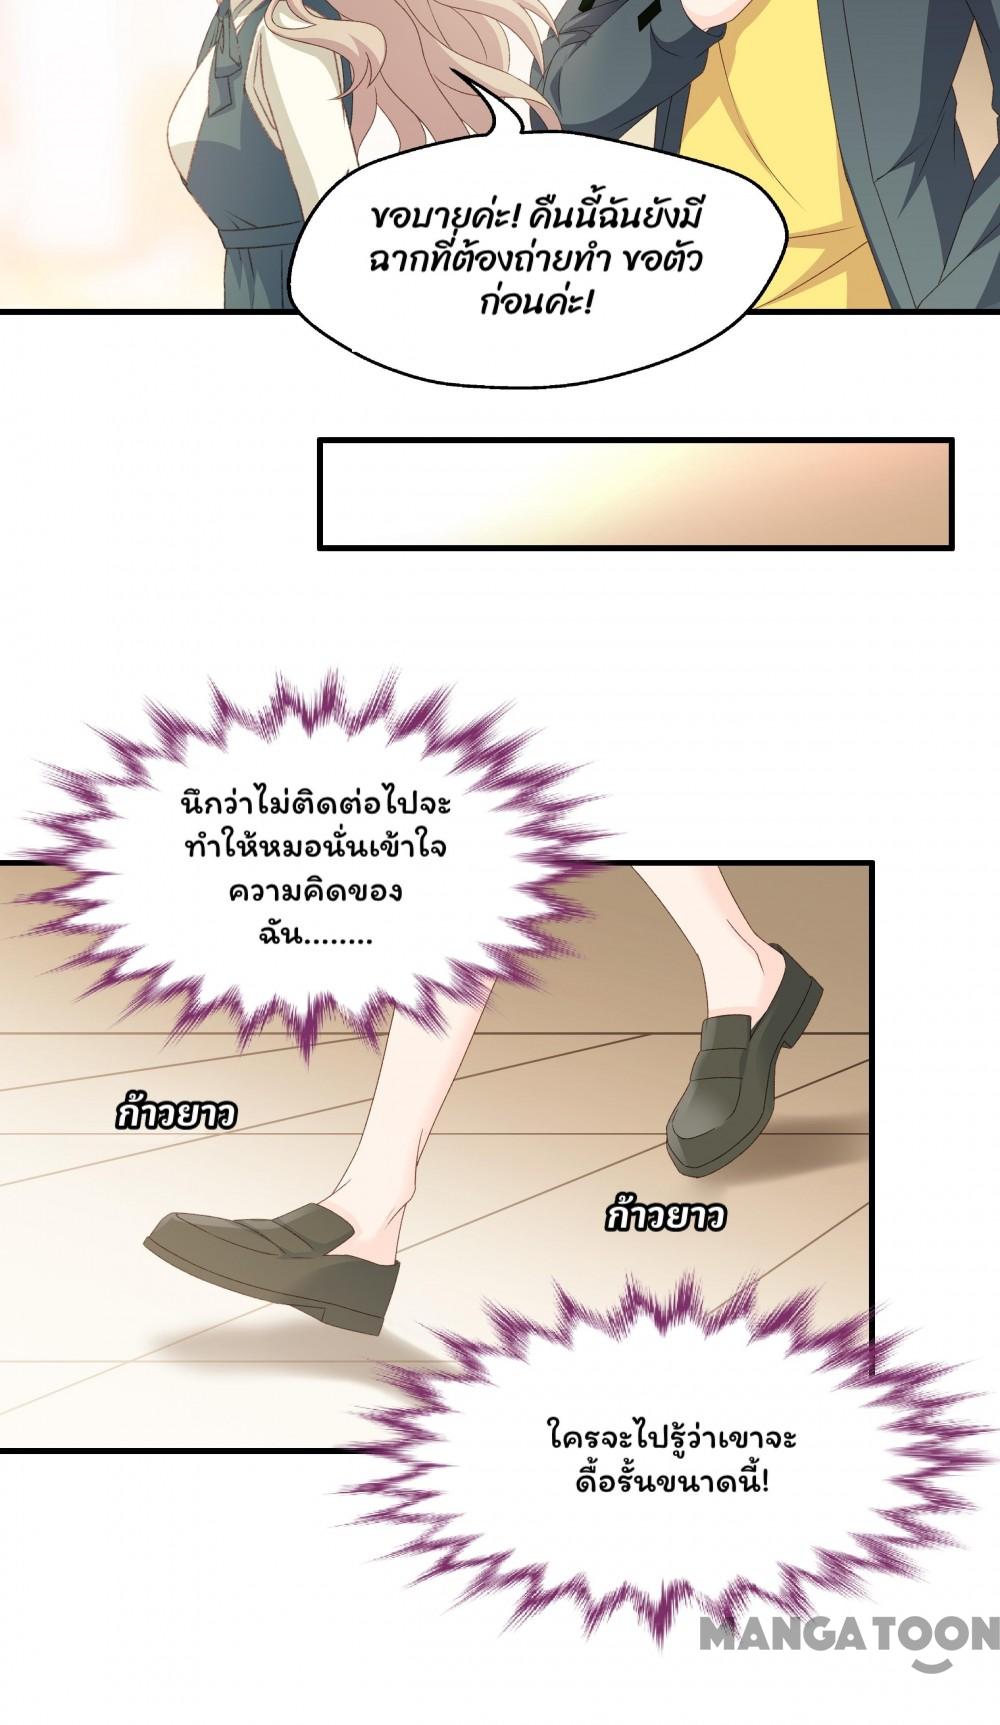 ขอบายค่ะ! คืนนี้ฉันยังมี
ฉากที่ต้องถ่ายทำ ขอตัว
ก่อนค่ะ!
นึกว่าไม่ติดต่อไปจะ
ทำให้หมอนั่นเข้าใจ
ความคิดของ
ฉัน........
ก้าวยาว
ก้าวยาว
ใครจะไปรู้ว่าเขาจะ
ดื้อรั้นขนาดนี้!
MANGATOON